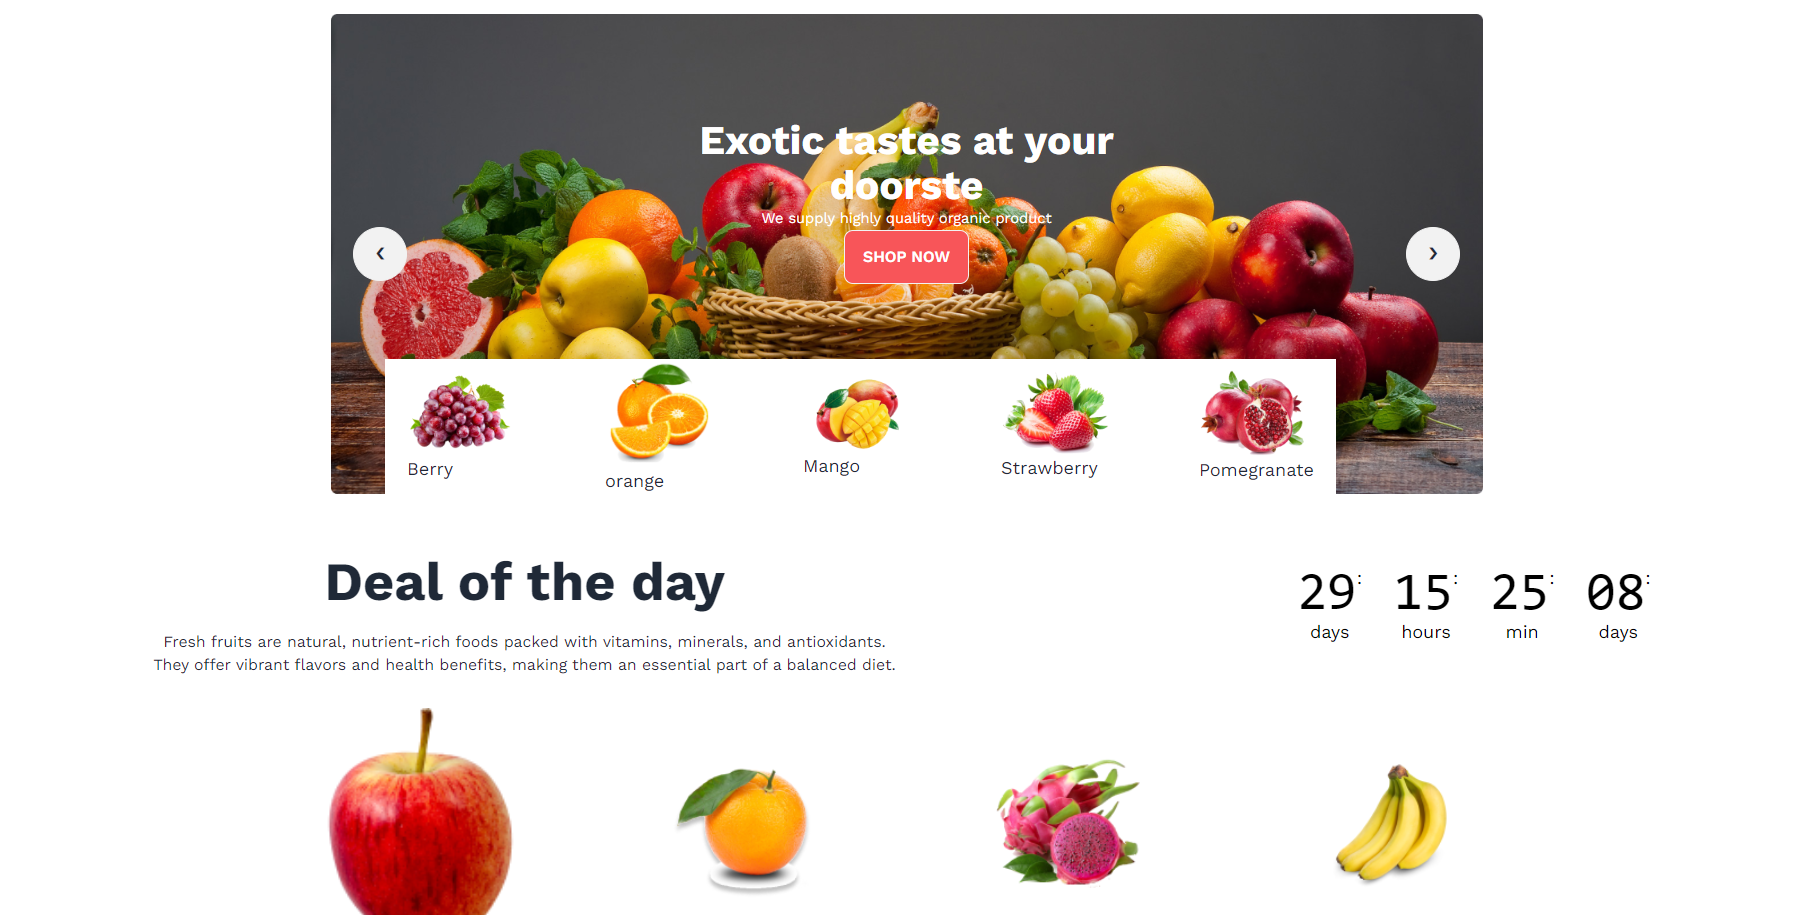 Exotic tastes at your
doorste
We supply highly quality organic product
SHOP NOW
‹
›
Berry
orange
Mango
Strawberry
Pomegranate
Deal of the day
Fresh fruits are natural, nutrient-rich foods packed with vitamins, minerals, and antioxidants.
They offer vibrant flavors and health benefits, making them an essential part of a balanced diet.
29 : 15 : 25 : 08 :
days hours min days